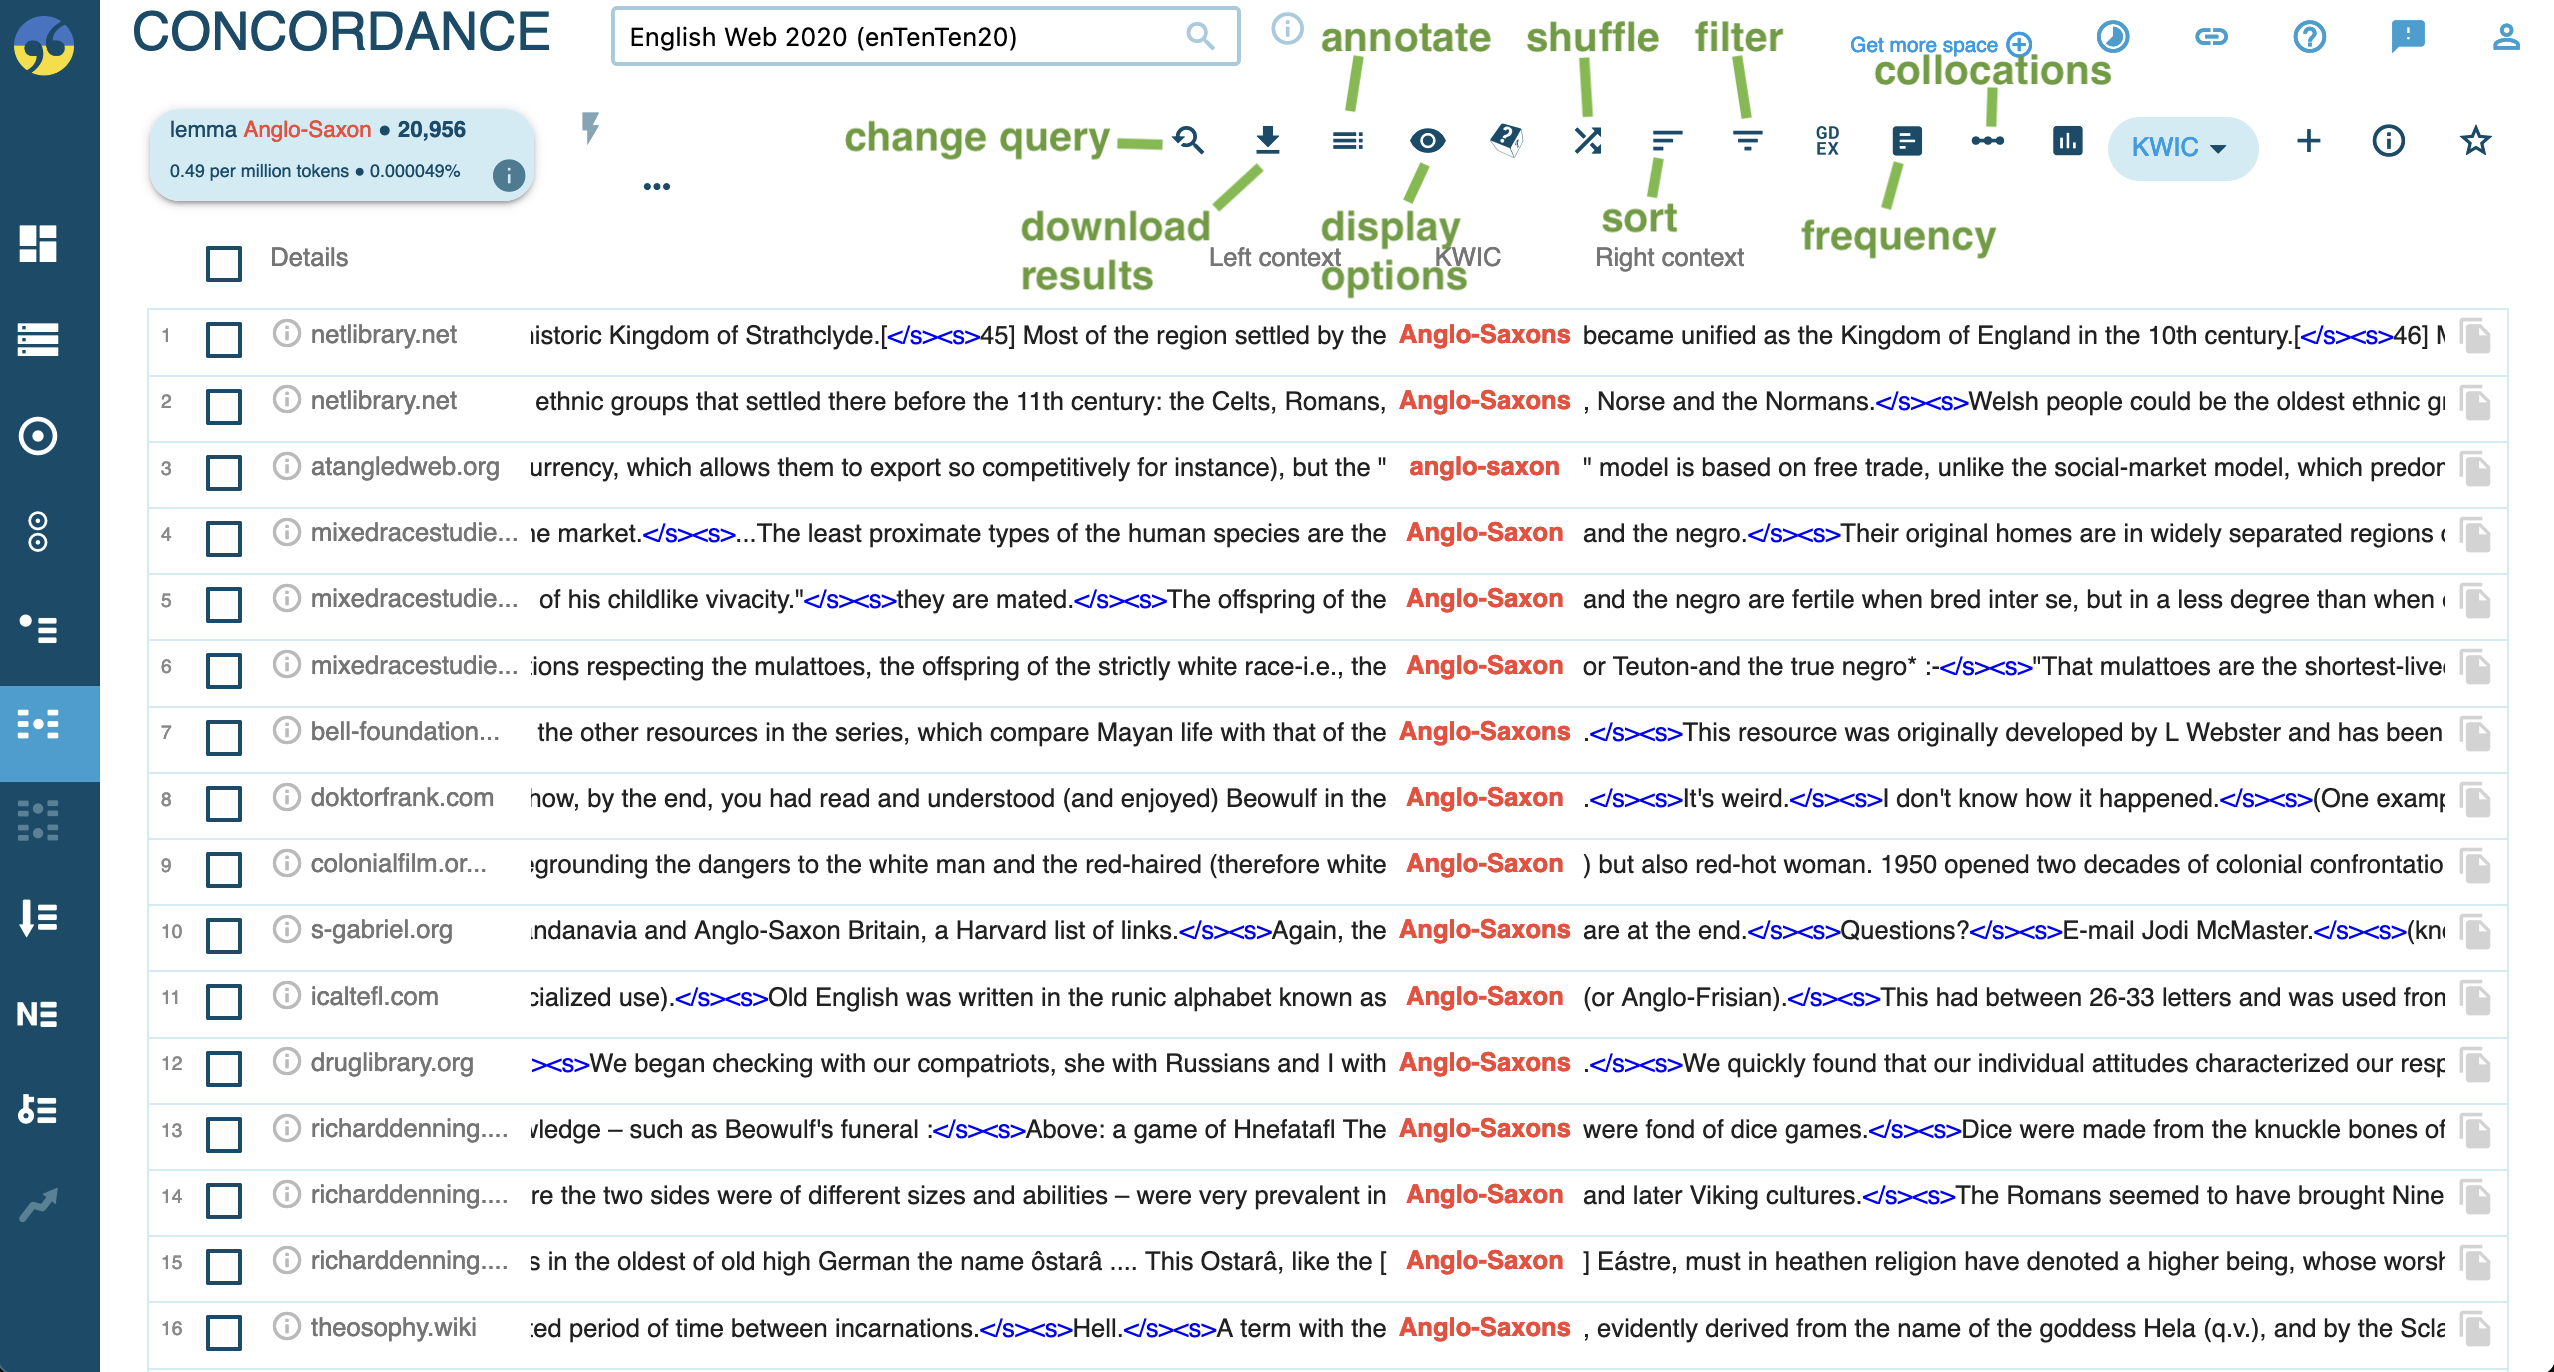 CONCORDANCE
English Web 2020 (enTenTen20)
annotate
shuffle
filter
Get more space
collocations
lemma Anglo-Saxon ● 20,956
0.49 per million tokens ● 0.000049%
change query
GD
EX
KWIC
download
results
display
options
sort
frequency
Details
Left context
KWIC
Right context
1 netlibrary.net istoric Kingdom of Strathclyde.[</s><s>45] Most of the region settled by the Anglo-Saxons became unified as the Kingdom of England in the 10th century.[</s><s>46]
2 netlibrary.net ethnic groups that settled there before the 11th century: the Celts, Romans, Anglo-Saxons , Norse and the Normans.</s><s>Welsh people could be the oldest ethnic gr
3 atangledweb.org urrency, which allows them to export so competitively for instance), but the " anglo-saxon " model is based on free trade, unlike the social-market model, which predor
4 mixedracestudie... ne market.</s><s>...The least proximate types of the human species are the Anglo-Saxon and the negro.</s><s>Their original homes are in widely separated regions
5 mixedracestudie... of his childlike vivacity."</s><s>they are mated.</s><s>The offspring of the Anglo-Saxon and the negro are fertile when bred inter se, but in a less degree than when
6 mixedracestudie... ions respecting the mulattoes, the offspring of the strictly white race-i.e., the Anglo-Saxon or Teuton-and the true negro* :-</s><s>"That mulattoes are the shortest-live
7 bell-foundation... the other resources in the series, which compare Mayan life with that of the Anglo-Saxons .</s><s>This resource was originally developed by L Webster and has been
8 doktorfrank.com how, by the end, you had read and understood (and enjoyed) Beowulf in the Anglo-Saxon .</s><s>It's weird.</s><s>I don't know how it happened.</s><s>(One examp
9 colonialfilm.or... egrounding the dangers to the white man and the red-haired (therefore white Anglo-Saxon ) but also red-hot woman. 1950 opened two decades of colonial confrontatio
10 s-gabriel.org ndanavia and Anglo-Saxon Britain, a Harvard list of links.</s><s>Again, the Anglo-Saxons are at the end.</s><s>Questions?</s><s>E-mail Jodi McMaster.</s><s>(kn
11 icaltefl.com cialized use).</s><s>Old English was written in the runic alphabet known as Anglo-Saxon (or Anglo-Frisian).</s><s>This had between 26-33 letters and was used from
12 druglibrary.org ><s>We began checking with our compatriots, she with Russians and I with Anglo-Saxons .</s><s>We quickly found that our individual attitudes characterized our resp
13 richarddenning.... wledge – such as Beowulf's funeral :</s><s>Above: a game of Hnefatafl The Anglo-Saxons were fond of dice games.</s><s>Dice were made from the knuckle bones of
14 richarddenning.... re the two sides were of different sizes and abilities – were very prevalent in Anglo-Saxon and later Viking cultures.</s><s>The Romans seemed to have brought Nine
15 richarddenning.... s in the oldest of old high German the name ôstarâ .... This Ostarâ, like the [ Anglo-Saxon ] Eástre, must in heathen religion have denoted a higher being, whose worsh
16 theosophy.wiki ted period of time between incarnations.</s><s>Hell.</s><s>A term with the Anglo-Saxons , evidently derived from the name of the goddess Hela (q.v.), and by the Scla